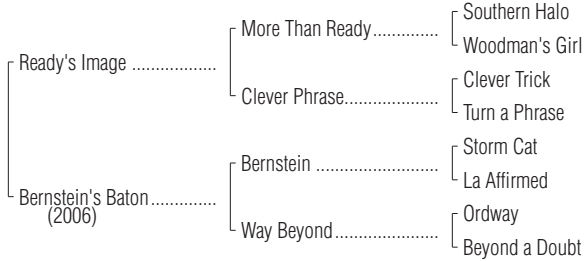 Southern Halo
More Than Ready..............
Woodman's Girl
Ready's Image ..................
Clever Trick
Clever Phrase....................
Turn a Phrase
Storm Cat
Bernstein ..........................
La Affirmed
Bernstein's Baton..............
(2006)
Ordway
Way Beyond......................
Beyond a Doubt